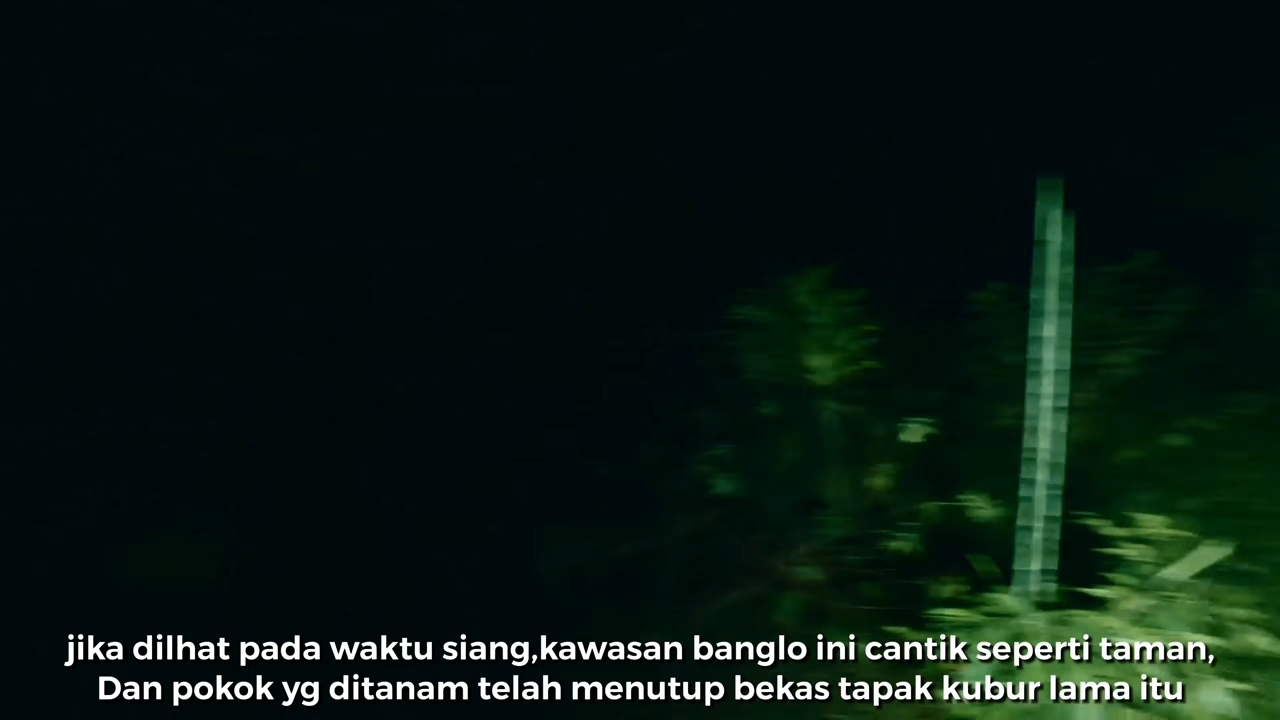 jika dilhat pada waktu siang,kawasan banglo ini cantik seperti taman,
Dan pokok yg ditanam telah menutup bekas tapak kubur lama itu